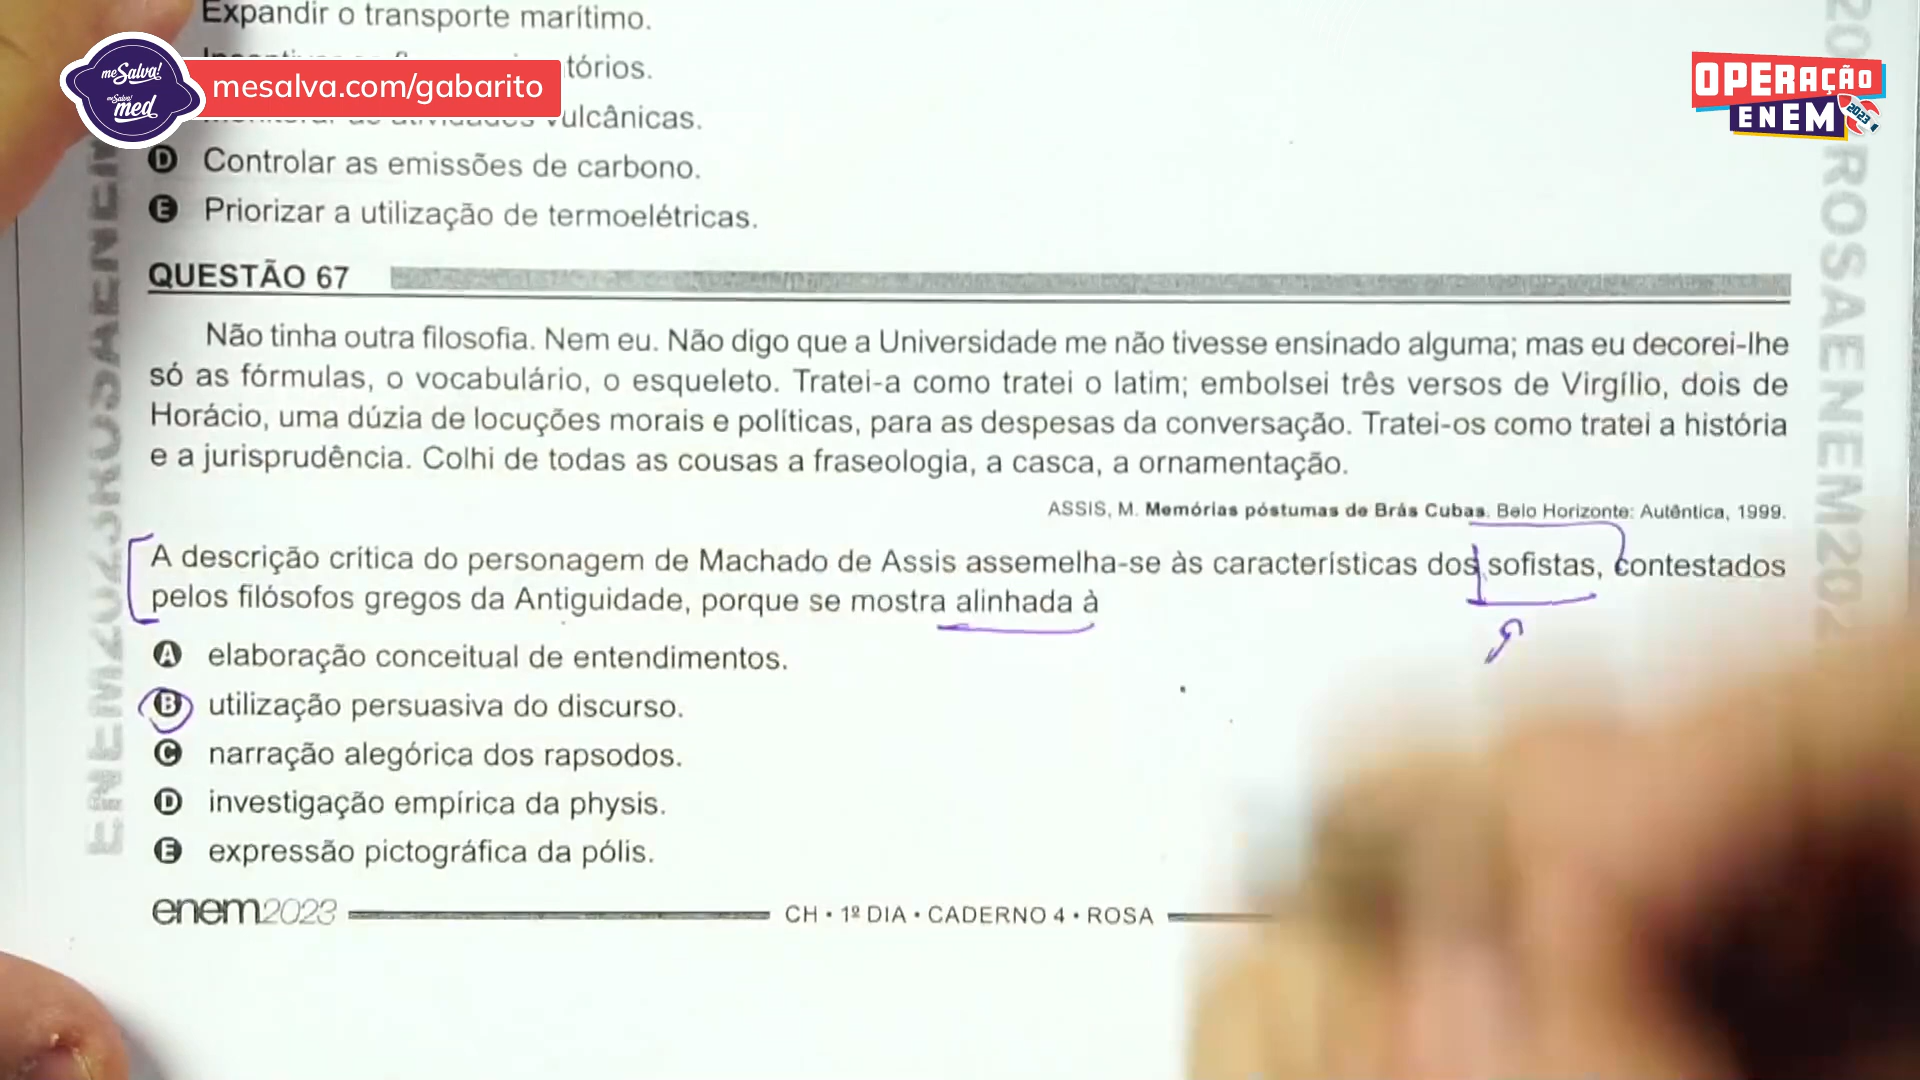 Expandir o transporte marítimo.
tórios.
me Salva!
me Salva!
med
mesalva.com/gabarito
OPERAÇÃO
ENEM
2023
vulcânicas.
D Controlar as emissões de carbono.
E Priorizar a utilização de termoelétricas.
QUESTÃO 67
Não tinha outra filosofia. Nem eu. Não digo que a Universidade me não tivesse ensinado alguma; mas eu decorei-lhe
só as fórmulas, o vocabulário, o esqueleto. Tratei-a como tratei o latim; embolsei três versos de Virgílio, dois de
Horácio, uma dúzia de locuções morais e políticas, para as despesas da conversação. Tratei-os como tratei a história
e a jurisprudência. Colhi de todas as cousas a fraseologia, a casca, a ornamentação.
ASSIS, M. Memórias póstumas de Brás Cubas. Belo Horizonte: Autêntica, 1999.
A descrição crítica do personagem de Machado de Assis assemelha-se às características dos sofistas, contestados
pelos filósofos gregos da Antiguidade, porque se mostra alinhada à
A elaboração conceitual de entendimentos.
B utilização persuasiva do discurso.
C narração alegórica dos rapsodos.
D investigação empírica da physis.
E expressão pictográfica da pólis.
enem2023
CH • 1º DIA • CADERNO 4 • ROSA